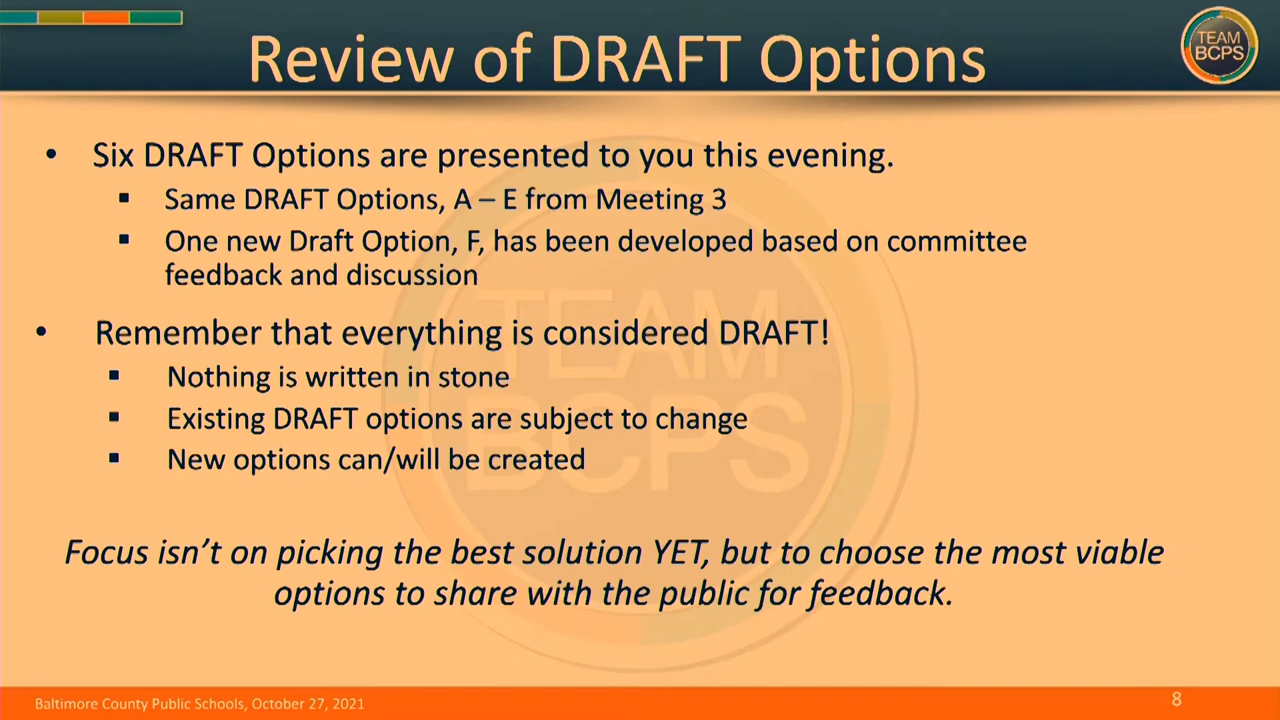 Review of DRAFT Options
TEAM
BCPS
• Six DRAFT Options are presented to you this evening.
▪ Same DRAFT Options, A – E from Meeting 3
▪ One new Draft Option, F, has been developed based on committee
feedback and discussion
• Remember that everything is considered DRAFT!
▪ Nothing is written in stone
▪ Existing DRAFT options are subject to change
▪ New options can/will be created
TEAM
BCPS
Focus isn’t on picking the best solution YET, but to choose the most viable
options to share with the public for feedback.
Baltimore County Public Schools, October 27, 2021
8